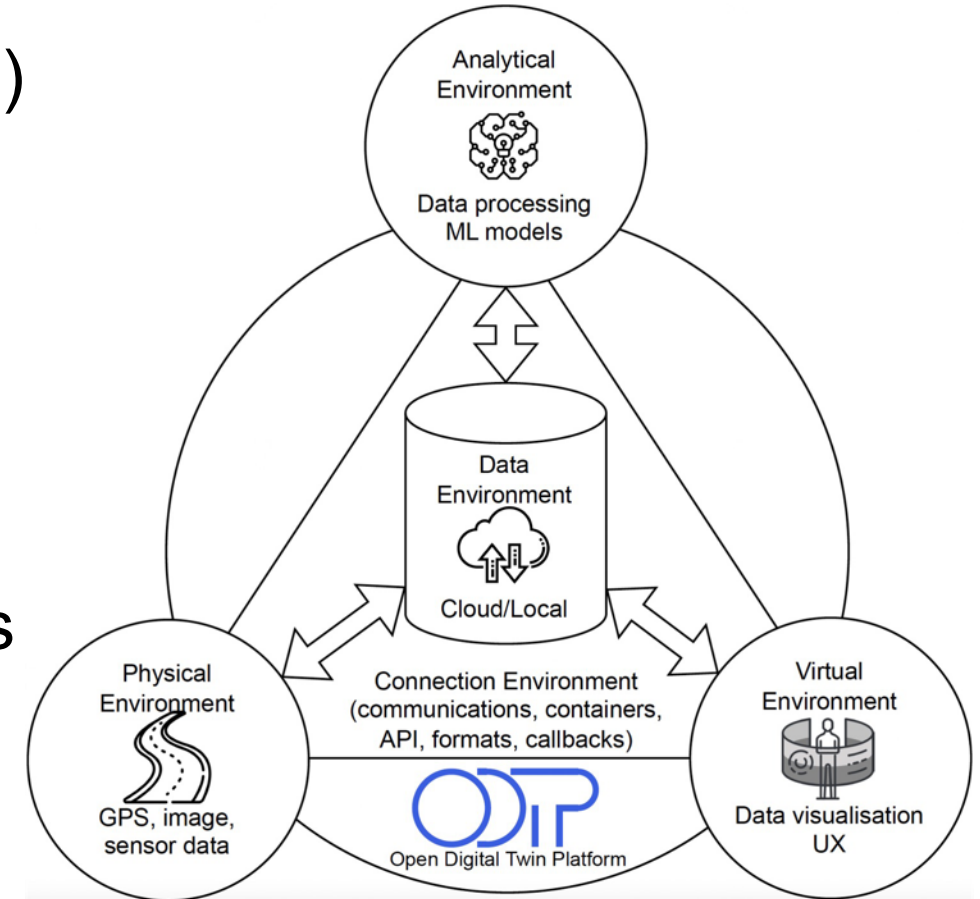 )
Analytical
Environment
Data processing
ML models
Data
Environment
Cloud/Local
s
Physical
Environment
GPS, image,
sensor data
Connection Environment
(communications, containers,
API, formats, callbacks)
Virtual
Environment
Data visualisation
UX
ODTP
Open Digital Twin Platform